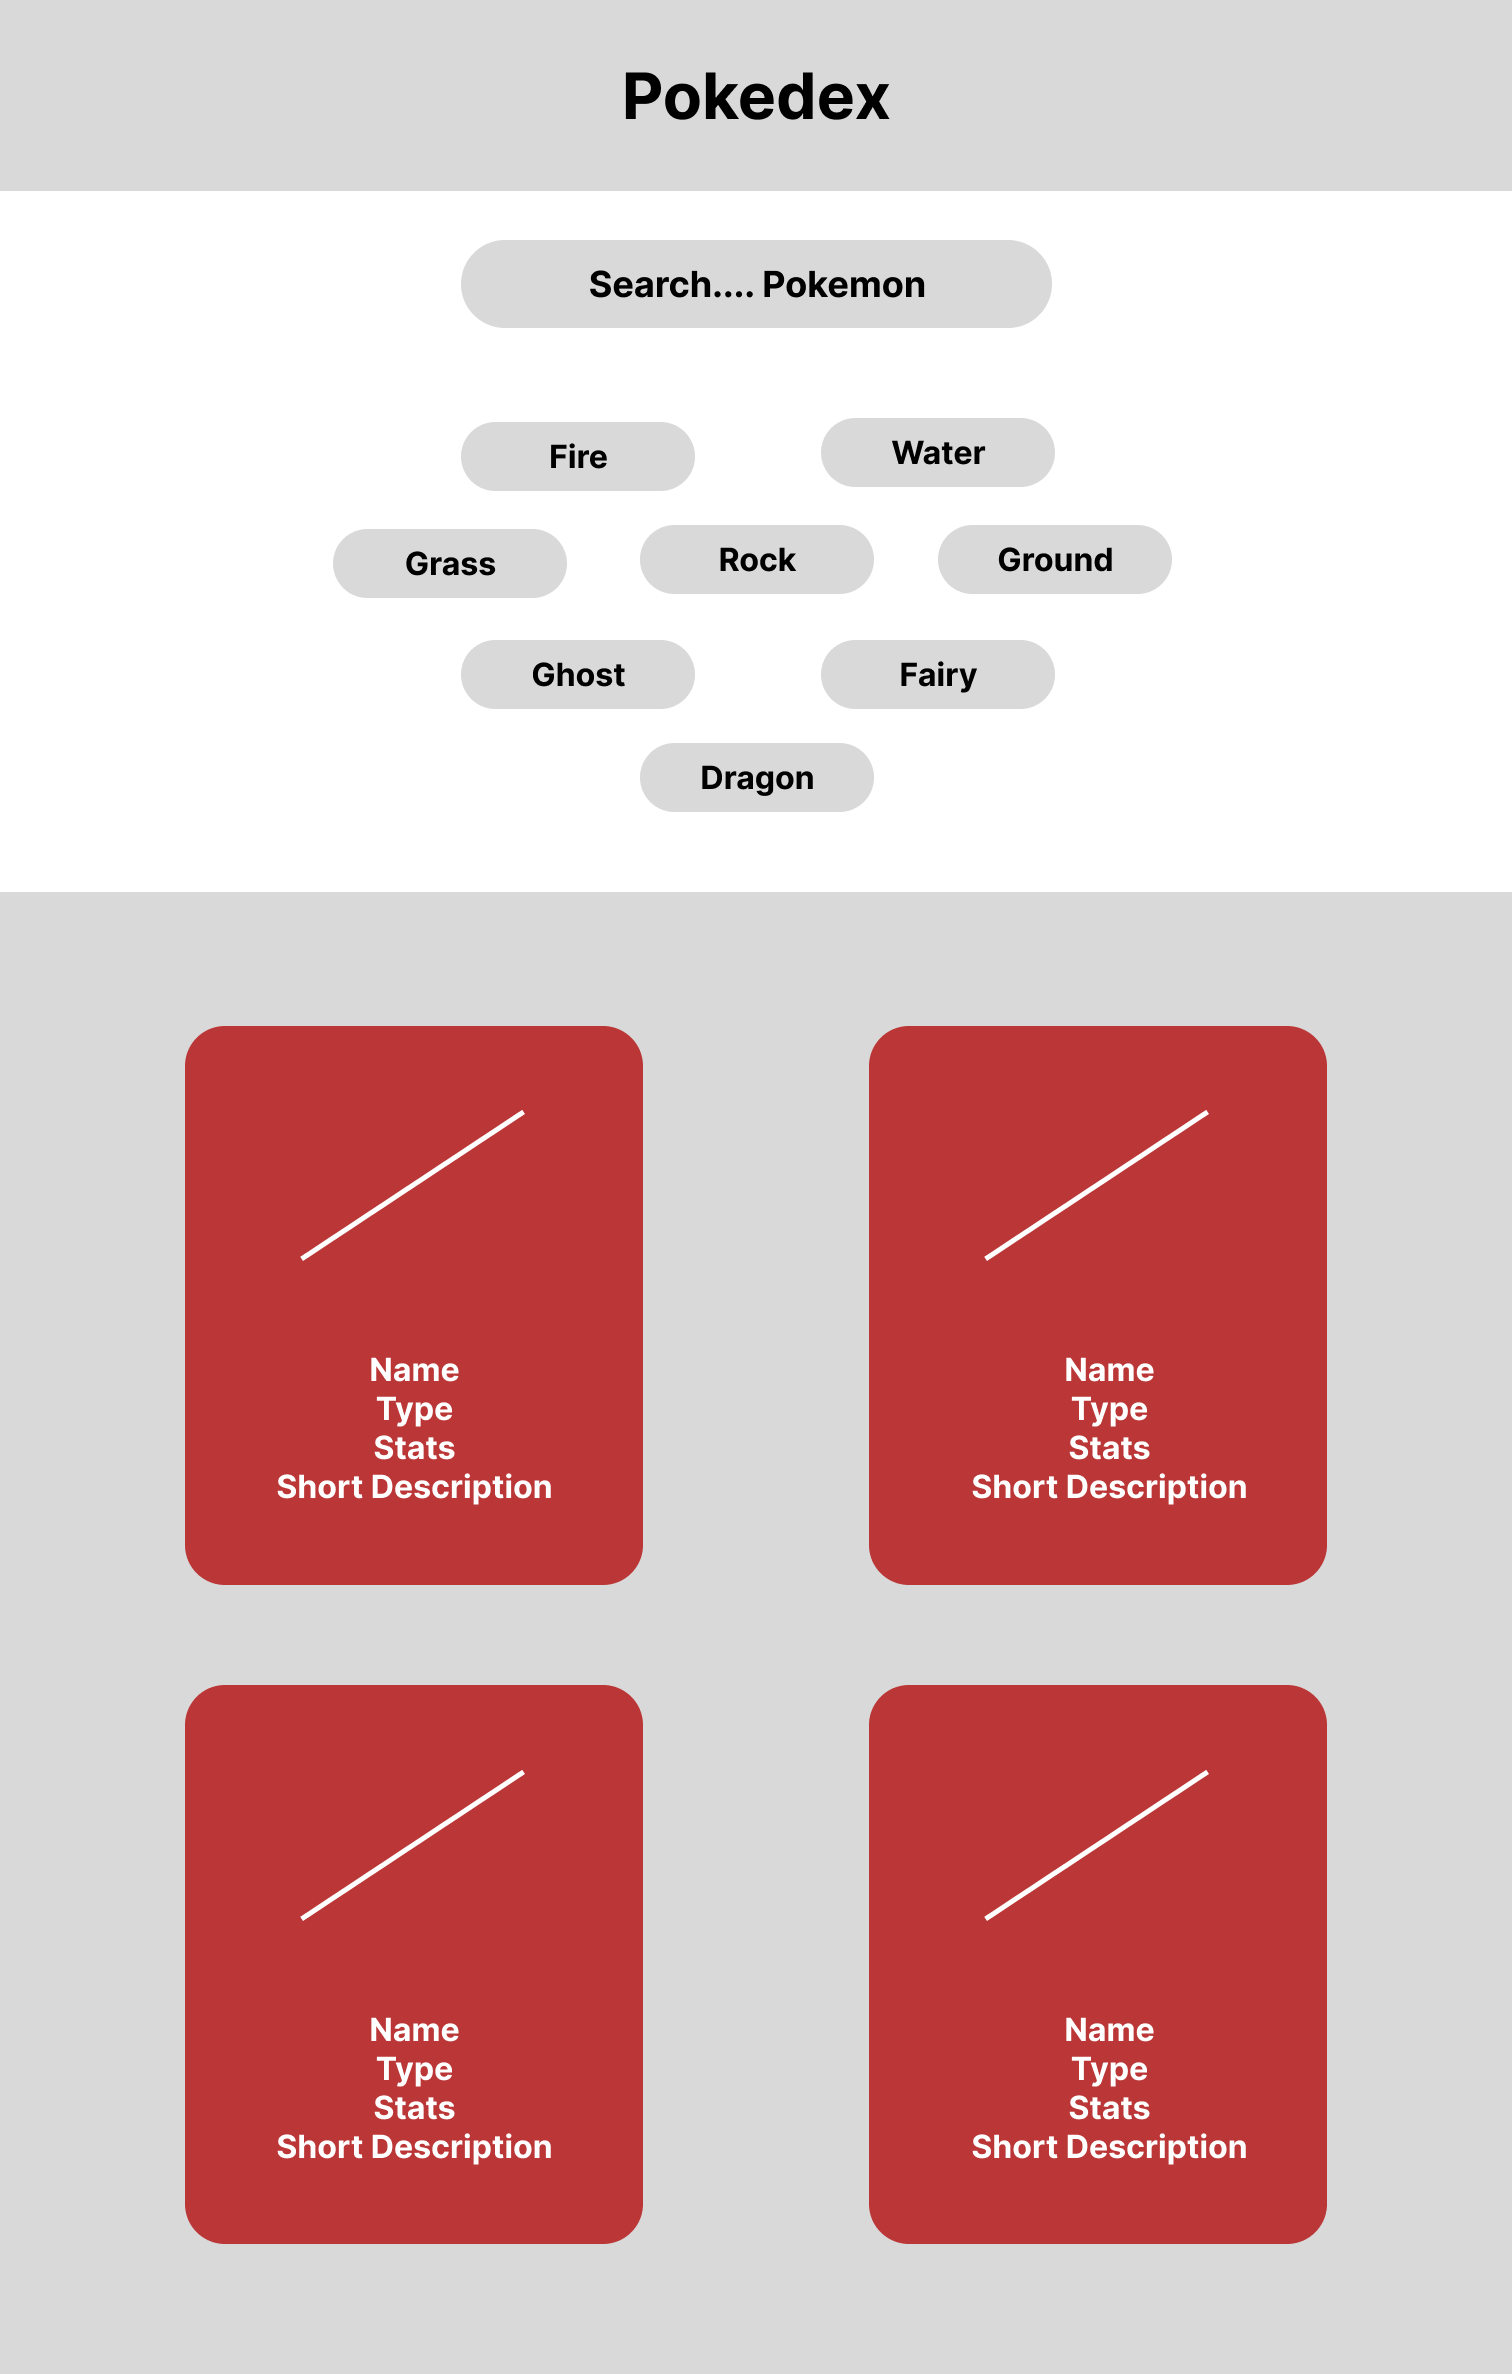 Pokedex
Search.... Pokemon
Fire
Water
Grass
Rock
Ground
Ghost
Fairy
Dragon
Name
Type
Stats
Short Description
Name
Type
Stats
Short Description
Name
Type
Stats
Short Description
Name
Type
Stats
Short Description